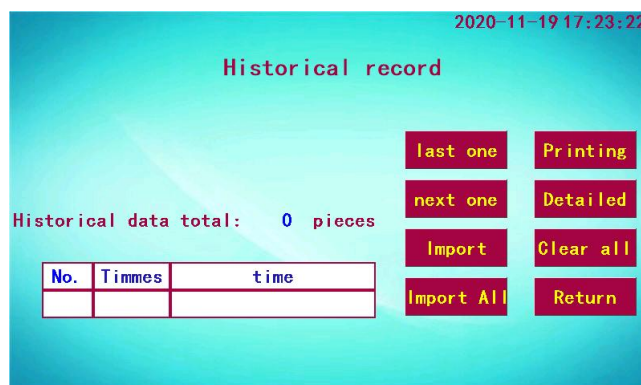 2020-11-19 17:23:22
Historical record
last one Printing
next one Detailed
Historical data total: 0 pieces
Import Clear all
No. Timmes time
Import All Return